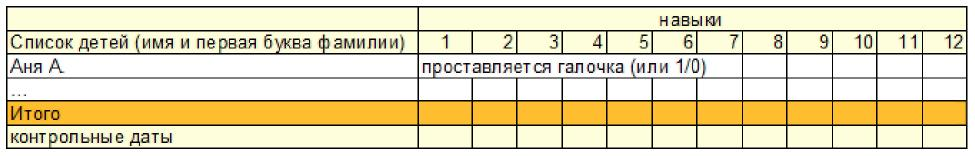 навыки
Список детей (имя и первая буква фамилии) 1 2 3 4 5 6 7 8 9 10 11 12
Аня А. проставляется галочка (или 1/0)
...
Итого
контрольные даты